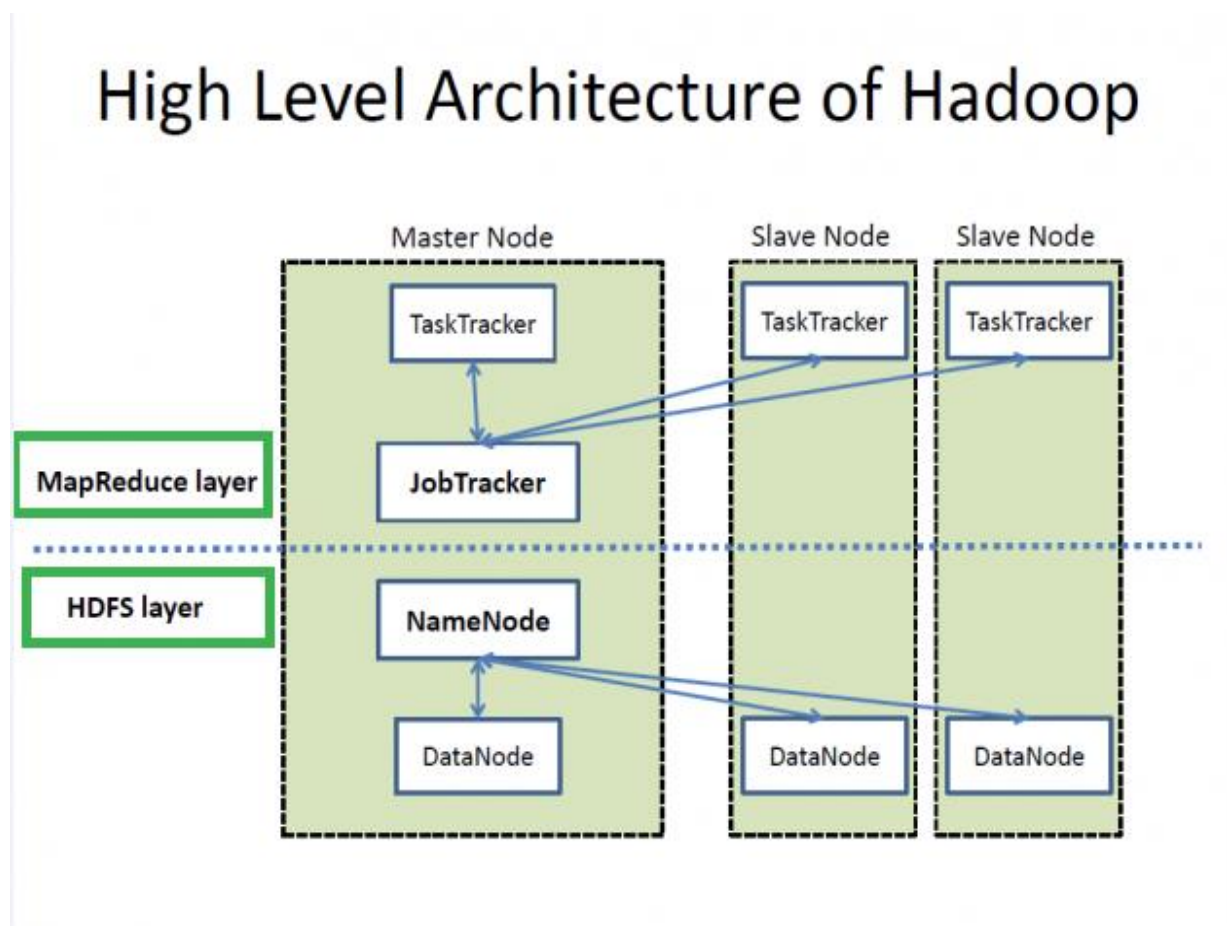 High Level Architecture of Hadoop
Master Node
Slave Node
Slave Node
TaskTracker
TaskTracker
TaskTracker
MapReduce layer
JobTracker
HDFS layer
NameNode
DataNode
DataNode
DataNode